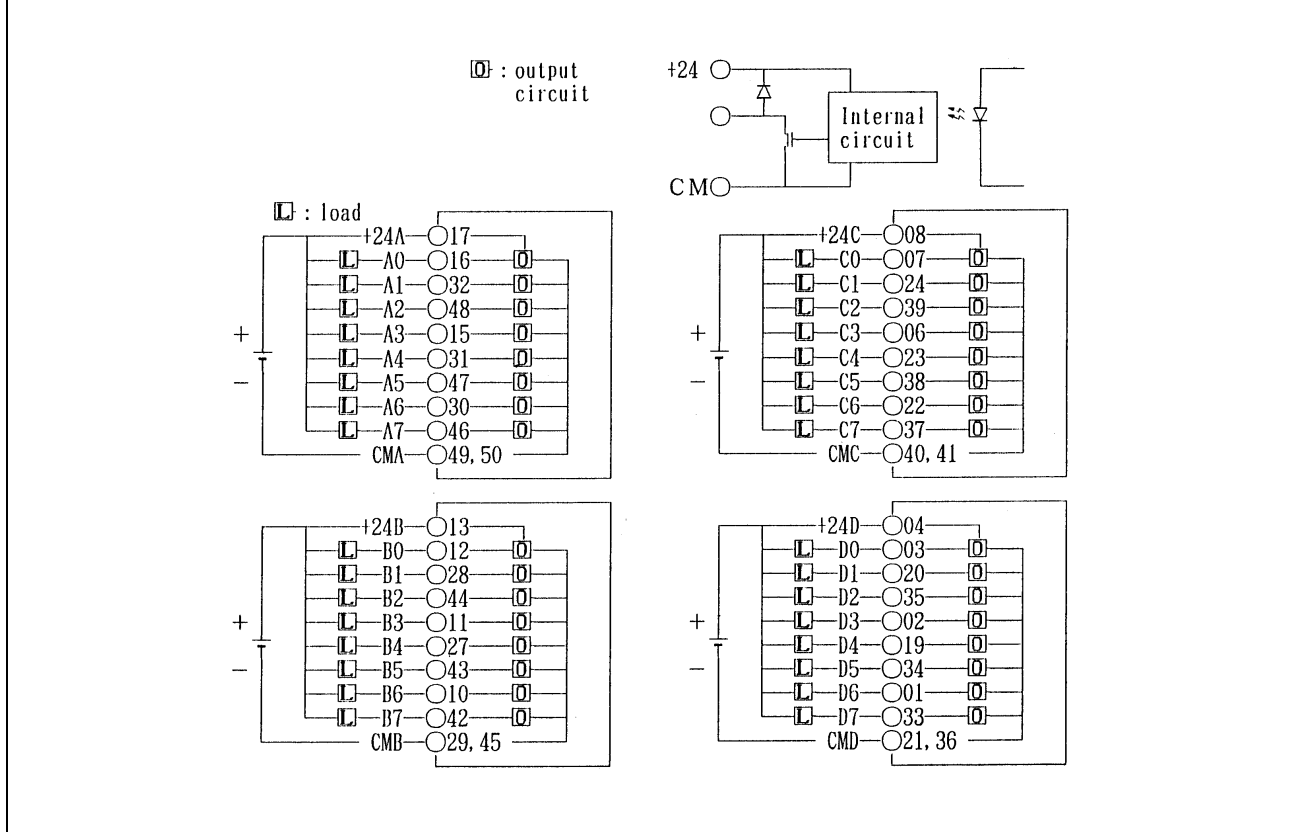 O : output
circuit
+24
Internal
circuit
CM
L : load
+24A 17
L A0 16 O
L A1 32 O
L A2 48 O
L A3 15 O
L A4 31 O
L A5 47 O
L A6 30 O
L A7 46 O
CMA 49, 50
+
−
+24C 08
L C0 07 O
L C1 24 O
L C2 39 O
L C3 06 O
L C4 23 O
L C5 38 O
L C6 22 O
L C7 37 O
CMC 40, 41
+
−
+24B 13
L B0 12 O
L B1 28 O
L B2 44 O
L B3 11 O
L B4 27 O
L B5 43 O
L B6 10 O
L B7 42 O
CMB 29, 45
+
−
+24D 04
L D0 03 O
L D1 20 O
L D2 35 O
L D3 02 O
L D4 19 O
L D5 34 O
L D6 01 O
L D7 33 O
CMD 21, 36
+
−